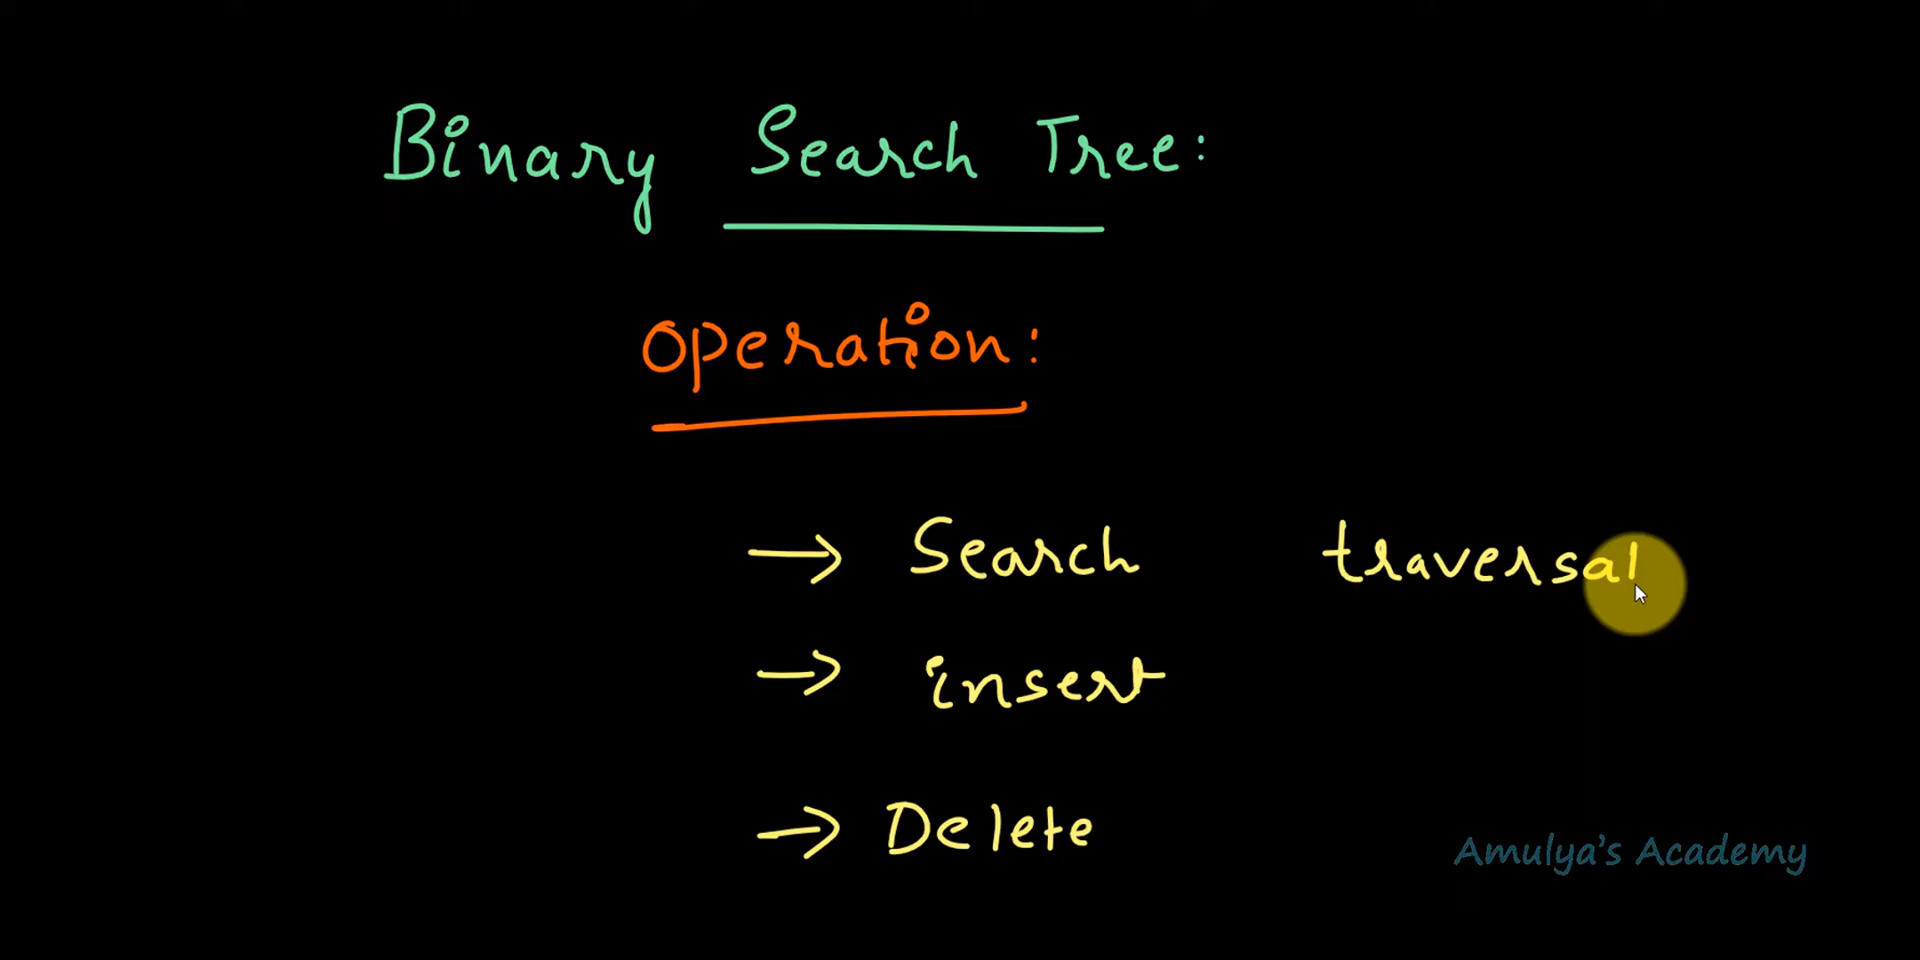 Binary Search Tree:
Operation:
→ Search traversal
→ insert
→ Delete
Amulya's Academy